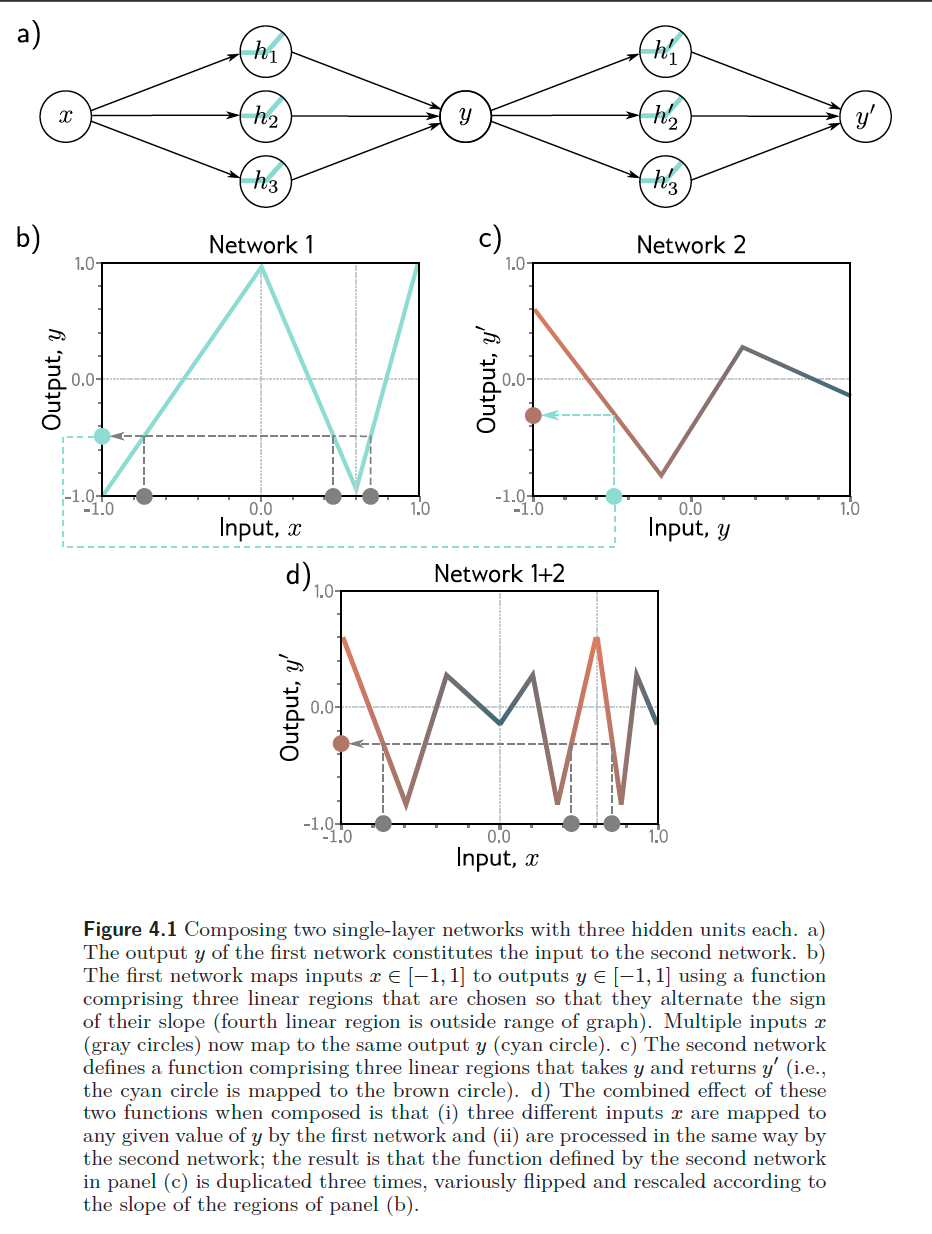 a)
h₁ h′₁
x h₂ y h′₂ y′
h₃ h′₃
b) Network 1
1.0
0.0
-1.0
Output, y
-1.0 0.0 1.0
Input, x
c) Network 2
1.0
0.0
-1.0
Output, y′
-1.0 0.0 1.0
Input, y
d) Network 1+2
1.0
0.0
-1.0
Output, y′
-1.0 0.0 1.0
Input, x
Figure 4.1 Composing two single-layer networks with three hidden units each. a)
The output y of the first network constitutes the input to the second network. b)
The first network maps inputs x ∈ [−1, 1] to outputs y ∈ [−1, 1] using a function
comprising three linear regions that are chosen so that they alternate the sign
of their slope (fourth linear region is outside range of graph). Multiple inputs x
(gray circles) now map to the same output y (cyan circle). c) The second network
defines a function comprising three linear regions that takes y and returns y′ (i.e.,
the cyan circle is mapped to the brown circle). d) The combined effect of these
two functions when composed is that (i) three different inputs x are mapped to
any given value of y by the first network and (ii) are processed in the same way by
the second network; the result is that the function defined by the second network
in panel (c) is duplicated three times, variously flipped and rescaled according to
the slope of the regions of panel (b).